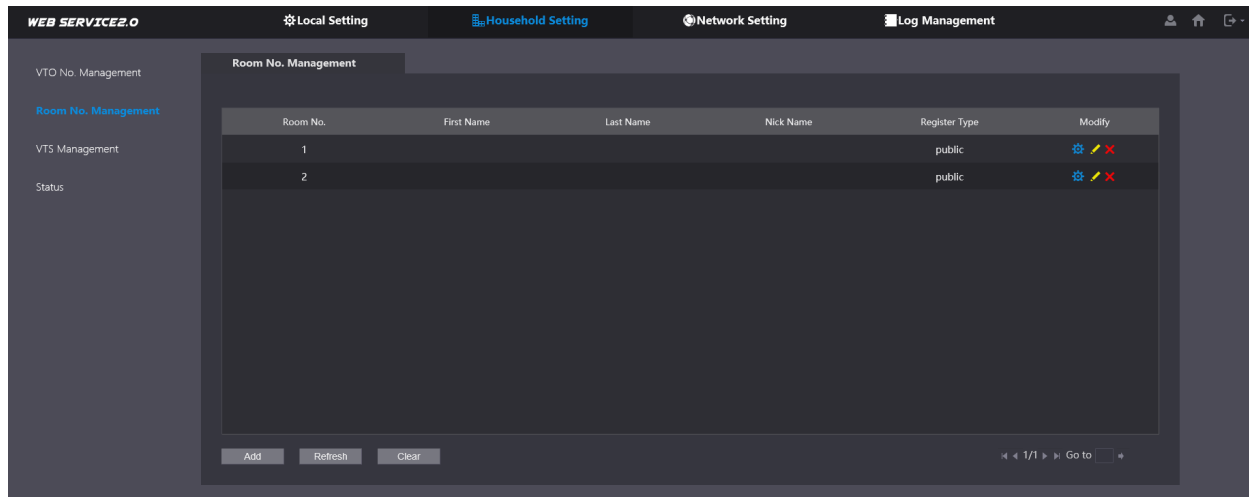 WEB SERVICE2.0 Local Setting Household Setting Network Setting Log Management
VTO No. Management
Room No. Management
VTS Management
Status
Room No. Management
Room No. First Name Last Name Nick Name Register Type Modify
1 public
2 public
Add Refresh Clear 1/1 Go to